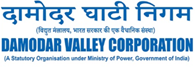 दामोदर घाटी निगम
(विद्युत मंत्रालय, भारत सरकार की एक वैधानिक संस्था)
DAMODAR VALLEY CORPORATION
(A Statutory Organisation under Ministry of Power, Government of India)